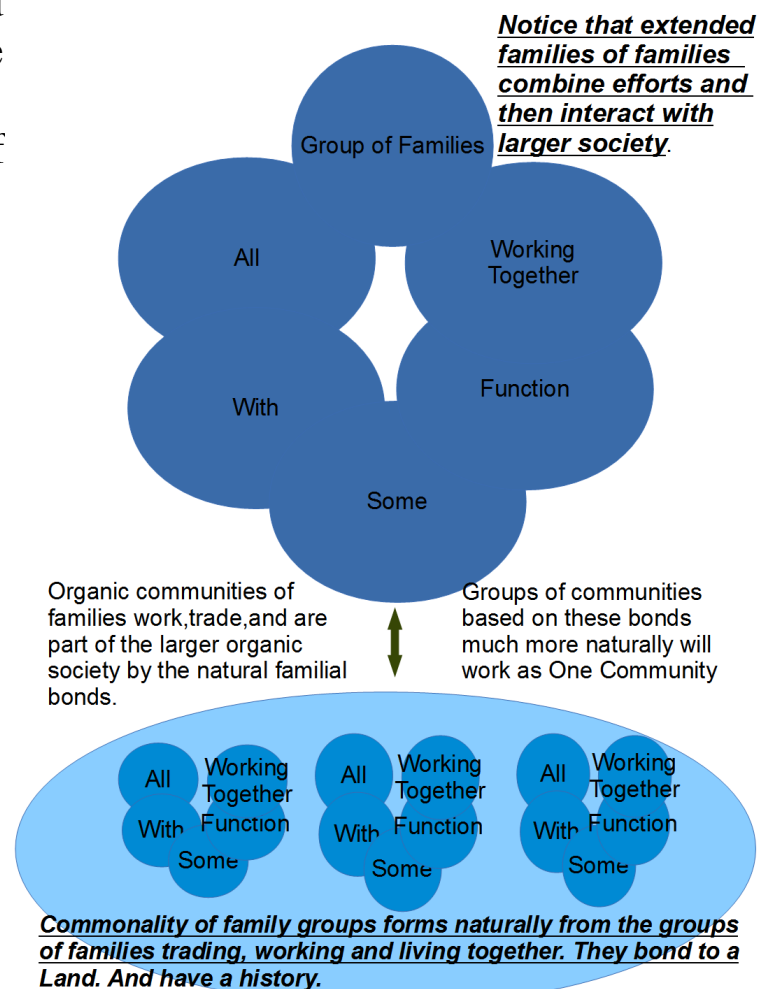 Notice that extended
families of families
combine efforts and
then interact with
larger society.
Group of Families
All
Working
Together
With
Function
Some
Organic communities of
families work,trade,and are
part of the larger organic
society by the natural familial
bonds.
Groups of communities
based on these bonds
much more naturally will
work as One Community
All
Working
Together
With
Function
Some
All
Working
Together
With
Function
Some
All
Working
Together
With
Function
Some
Commonality of family groups forms naturally from the groups
of families trading, working and living together. They bond to a
Land. And have a history.